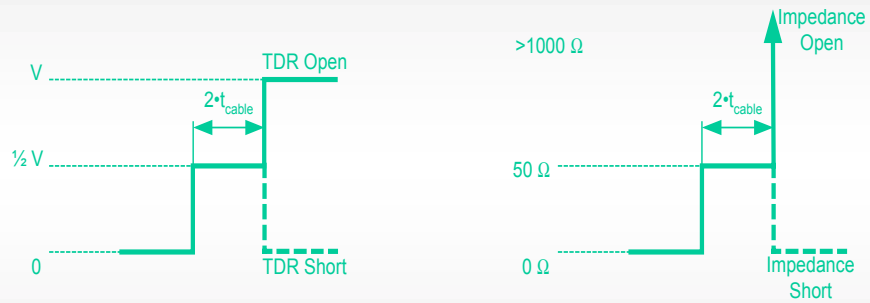 V
TDR Open
2•tcable
½ V
0
TDR Short
Impedance
Open
>1000 Ω
2•tcable
50 Ω
0 Ω
Impedance
Short